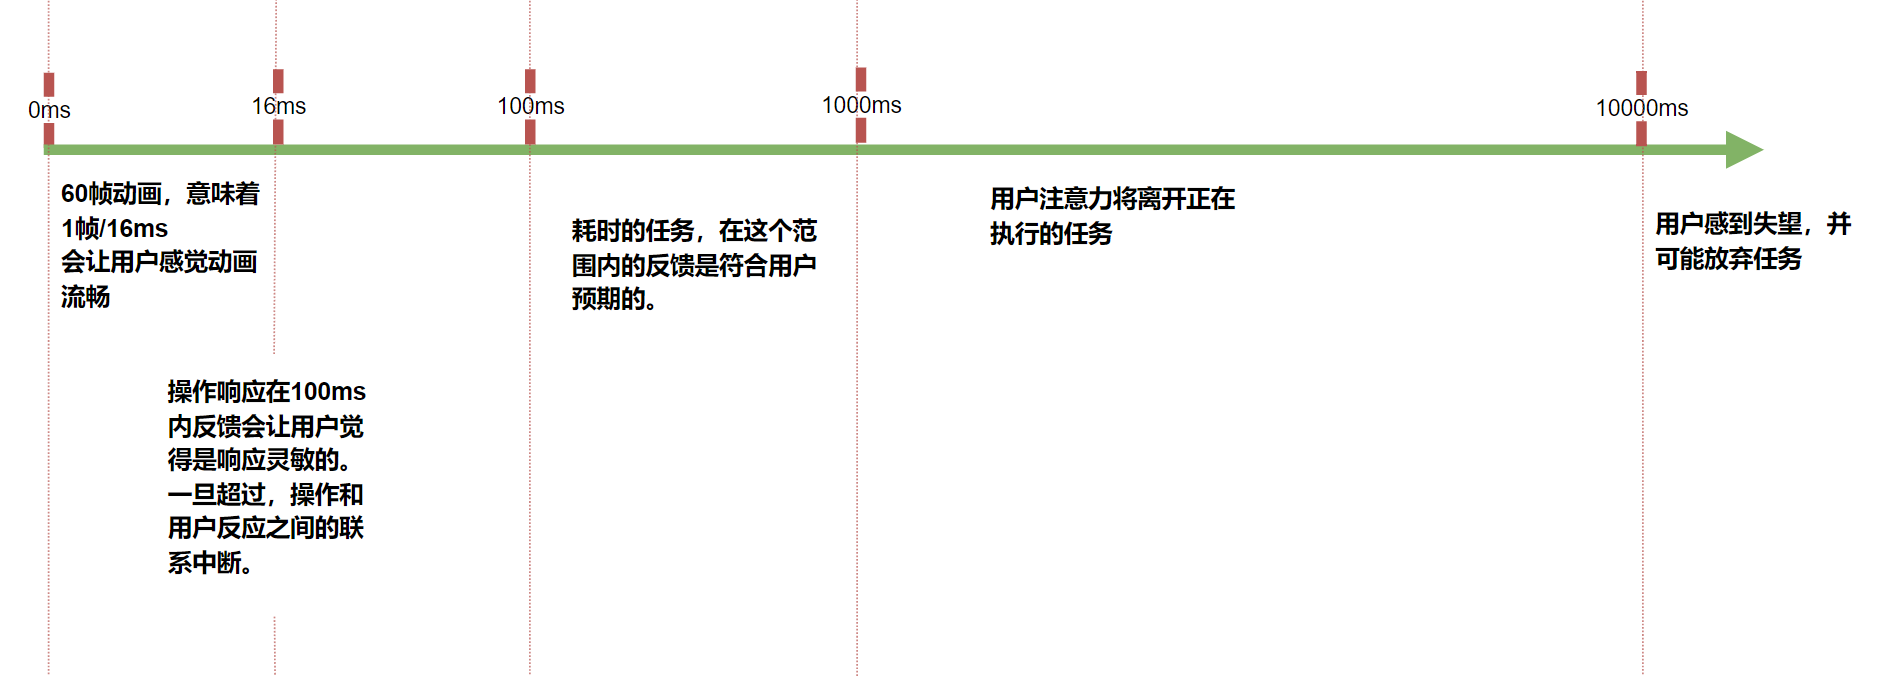 0ms
16ms
100ms
1000ms
10000ms
60帧动画，意味着
1帧/16ms
会让用户感觉动画
流畅
耗时的任务，在这个范
围内的反馈是符合用户
预期的。
用户注意力将离开正在
执行的任务
用户感到失望，并
可能放弃任务
操作响应在100ms
内反馈会让用户觉
得是响应灵敏的。
一旦超过，操作和
用户反应之间的联
系中断。